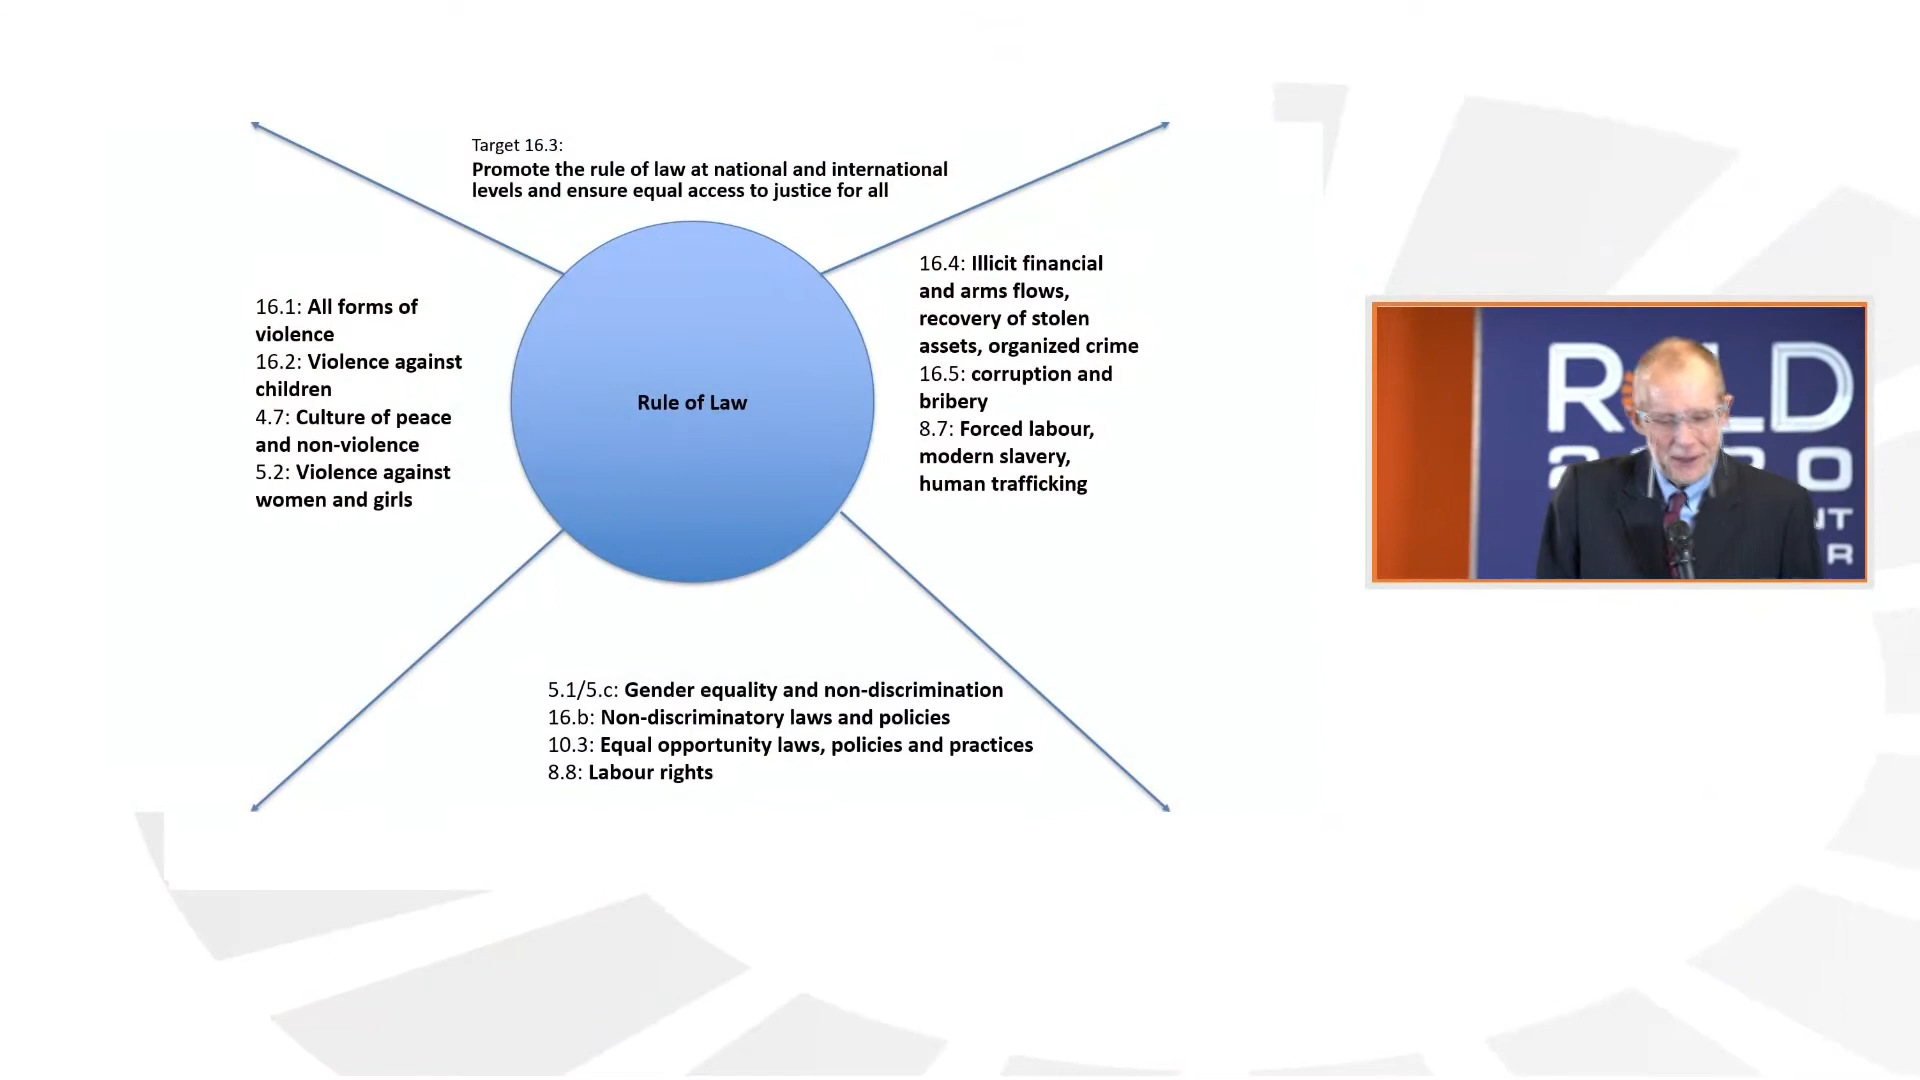 Target 16.3:
Promote the rule of law at national and international
levels and ensure equal access to justice for all
16.1: All forms of
violence
16.2: Violence against
children
4.7: Culture of peace
and non-violence
5.2: Violence against
women and girls
Rule of Law
16.4: Illicit financial
and arms flows,
recovery of stolen
assets, organized crime
16.5: corruption and
bribery
8.7: Forced labour,
modern slavery,
human trafficking
5.1/5.c: Gender equality and non-discrimination
16.b: Non-discriminatory laws and policies
10.3: Equal opportunity laws, policies and practices
8.8: Labour rights